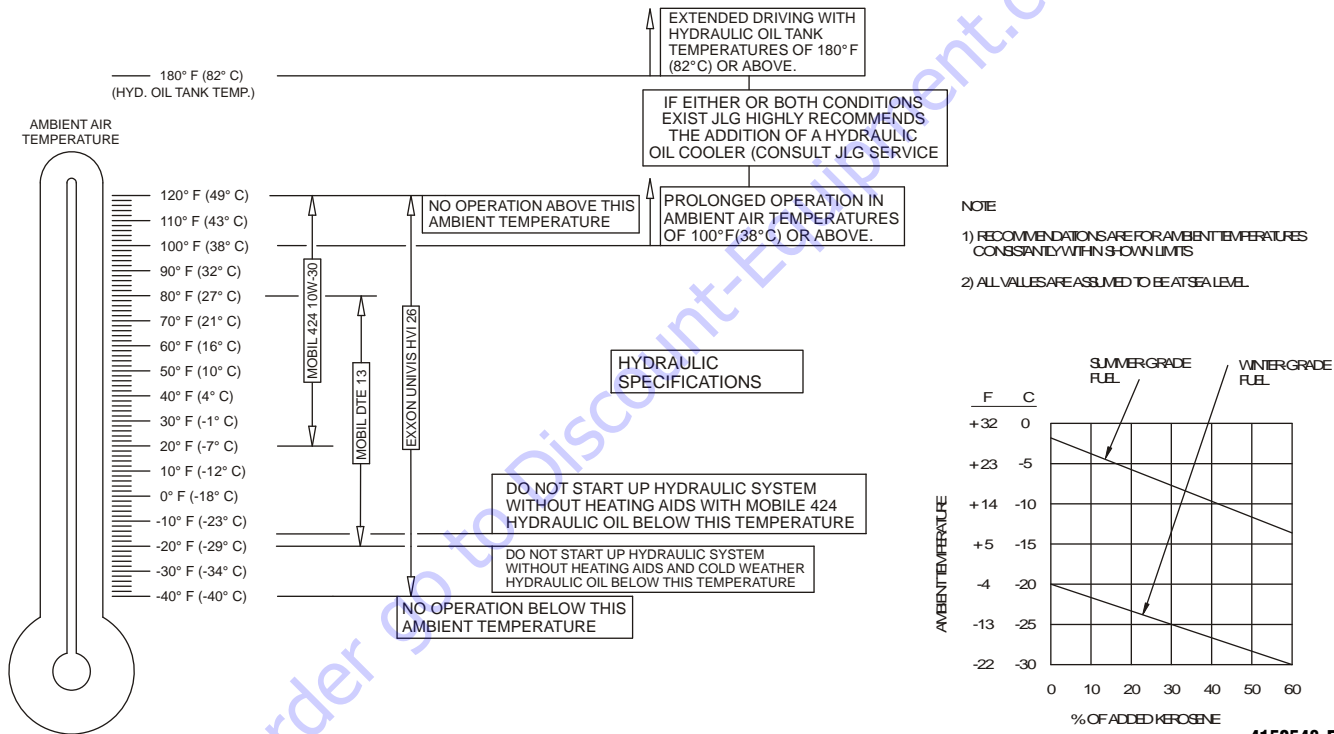 EXTENDED DRIVING WITH
HYDRAULIC OIL TANK
TEMPERATURES OF 180°F
(82°C) OR ABOVE.
180° F (82° C)
(HYD. OIL TANK TEMP.)
IF EITHER OR BOTH CONDITIONS
EXIST JLG HIGHLY RECOMMENDS
THE ADDITION OF A HYDRAULIC
OIL COOLER (CONSULT JLG SERVICE
AMBIENT AIR
TEMPERATURE
120° F (49° C)
110° F (43° C)
100° F (38° C)
90° F (32° C)
80° F (27° C)
70° F (21° C)
60° F (16° C)
50° F (10° C)
40° F (4° C)
30° F (-1° C)
20° F (-7° C)
10° F (-12° C)
0° F (-18° C)
-10° F (-23° C)
-20° F (-29° C)
-30° F (-34° C)
-40° F (-40° C)
MOBIL 424 10W-30
MOBIL DTE 13
EXXON UNIVIS HVI 26
NO OPERATION ABOVE THIS
AMBIENT TEMPERATURE
PROLONGED OPERATION IN
AMBIENT AIR TEMPERATURES
OF 100°F(38°C) OR ABOVE.
HYDRAULIC
SPECIFICATIONS
DO NOT START UP HYDRAULIC SYSTEM
WITHOUT HEATING AIDS WITH MOBILE 424
HYDRAULIC OIL BELOW THIS TEMPERATURE
DO NOT START UP HYDRAULIC SYSTEM
WITHOUT HEATING AIDS AND COLD WEATHER
HYDRAULIC OIL BELOW THIS TEMPERATURE
NO OPERATION BELOW THIS
AMBIENT TEMPERATURE
NOTE:
1) RECOMMENDATIONS ARE FOR AMBIENT TEMPERATURES
CONSISTANTLY WITHIN SHOWN LIMITS
2) ALL VALUES ARE ASSUMED TO BE AT SEA LEVEL.
SUMMER-GRADE
FUEL
WINTER-GRADE
FUEL
F C
+32 0
+23 -5
+14 -10
+5 -15
-4 -20
-13 -25
-22 -30
AMBIENT TEMPERATURE
0 10 20 30 40 50 60
% OF ADDED KEROSENE
rder go to Discount-Equipment.c